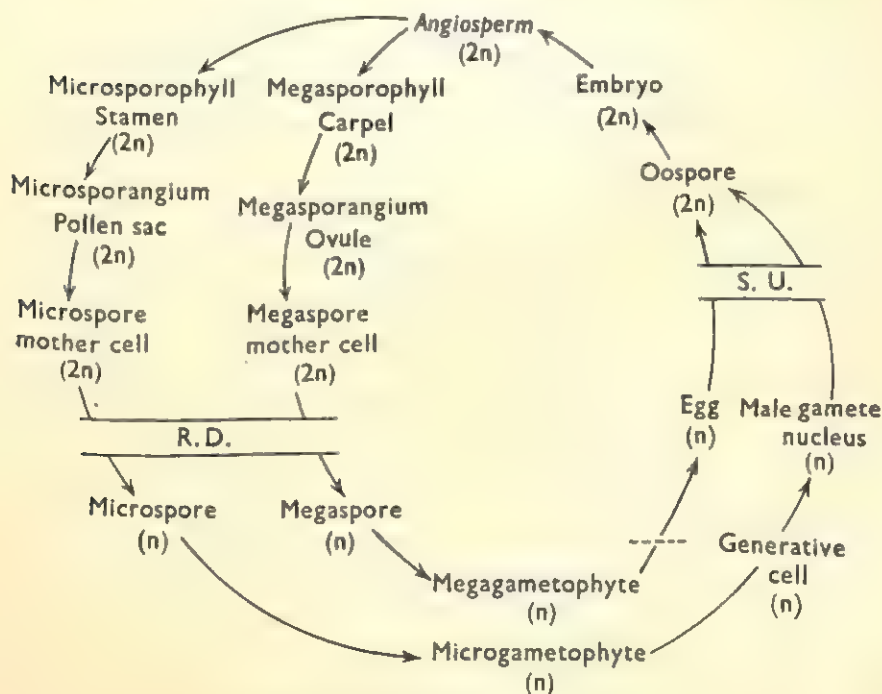 Angiosperm
(2n)
Microsporophyll
Stamen
(2n)
Megasporophyll
Carpel
(2n)
Embryo
(2n)
Microsporangium
Pollen sac
(2n)
Megasporangium
Ovule
(2n)
Oospore
(2n)
S. U.
Microspore
mother cell
(2n)
Megaspore
mother cell
(2n)
R. D.
Egg
(n)
Male gamete
nucleus
(n)
Microspore
(n)
Megaspore
(n)
Generative
cell
(n)
Megagametophyte
(n)
Microgametophyte
(n)